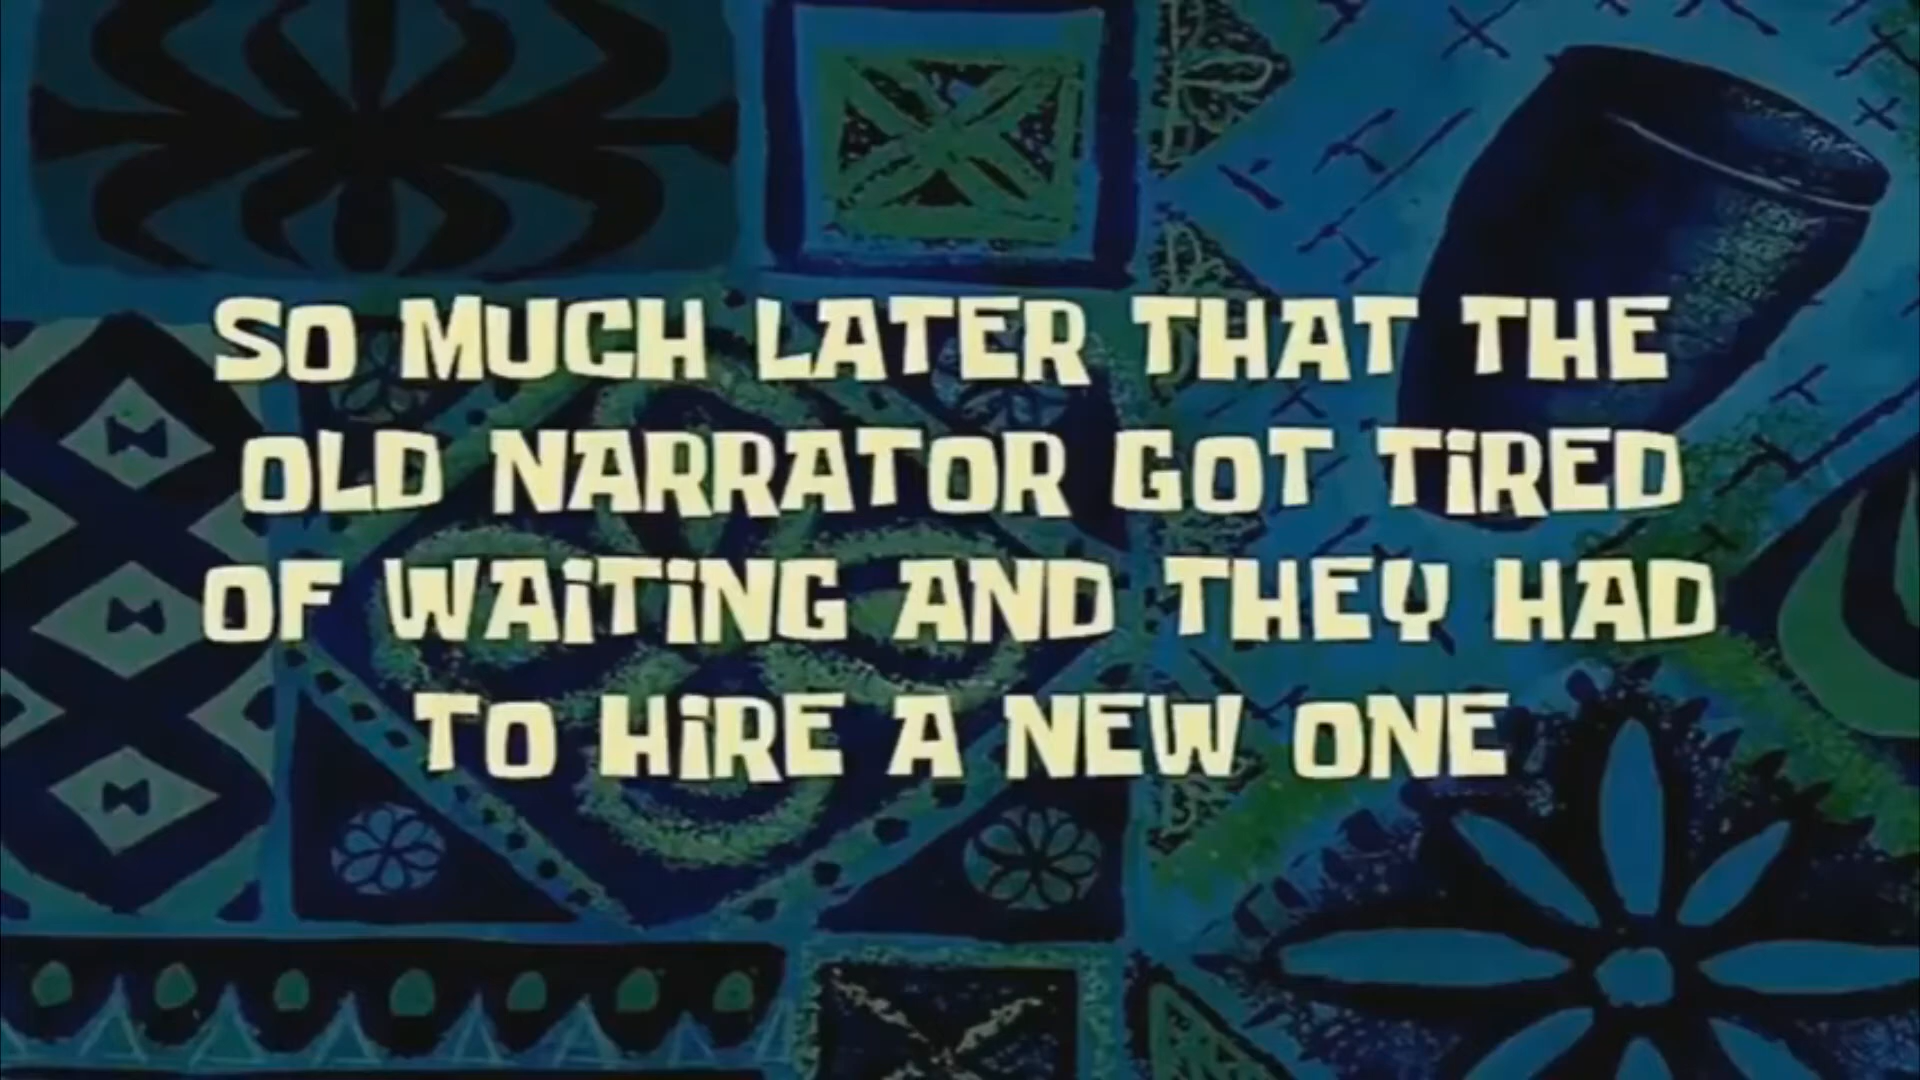 SO MUCH LATER THAT THE
OLD NARRATOR GOT TIRED
OF WAITING AND THEY HAD
TO HIRE A NEW ONE